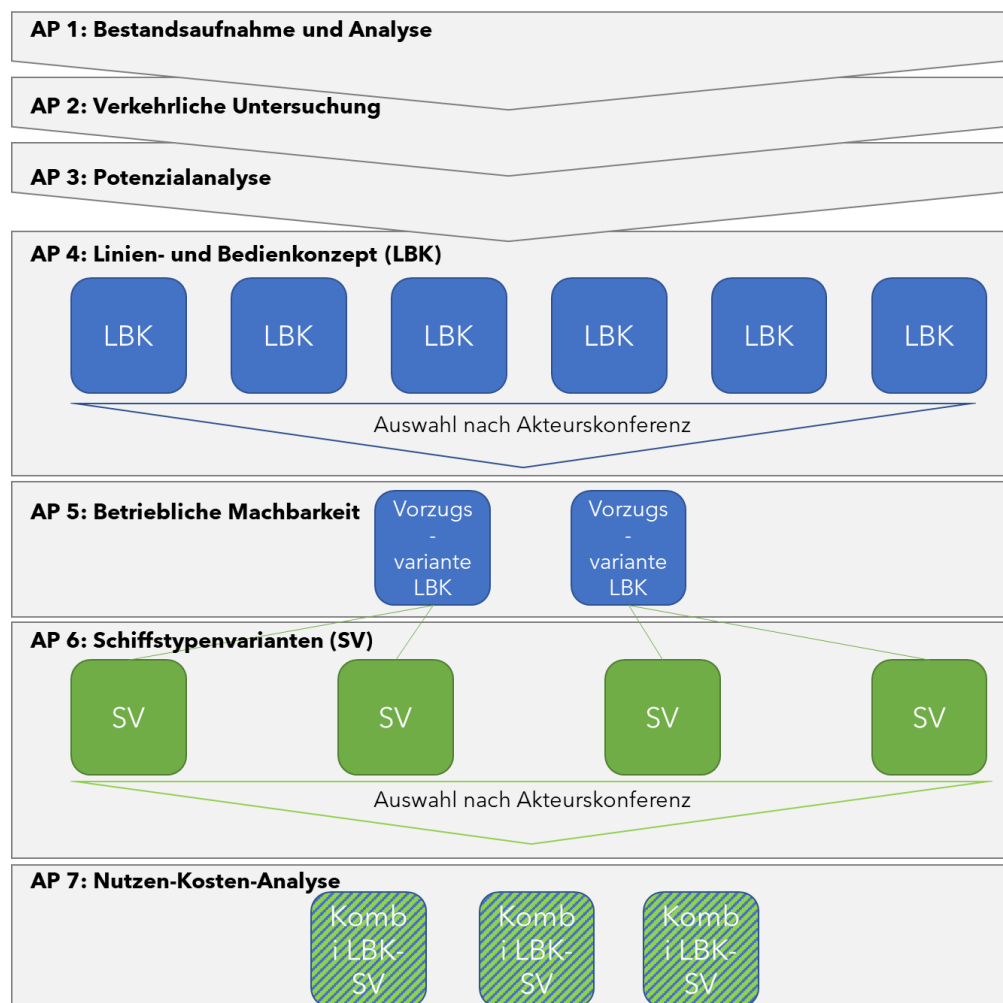 AP 1: Bestandsaufnahme und Analyse
AP 2: Verkehrliche Untersuchung
AP 3: Potenzialanalyse
AP 4: Linien- und Bedienkonzept (LBK)
LBK
LBK
LBK
LBK
LBK
LBK
Auswahl nach Akteurskonferenz
AP 5: Betriebliche Machbarkeit
Vorzugs
-
variante
LBK
Vorzugs
-
variante
LBK
AP 6: Schiffstypenvarianten (SV)
SV
SV
SV
SV
Auswahl nach Akteurskonferenz
AP 7: Nutzen-Kosten-Analyse
Komb
i LBK-
SV
Komb
i LBK-
SV
Komb
i LBK-
SV